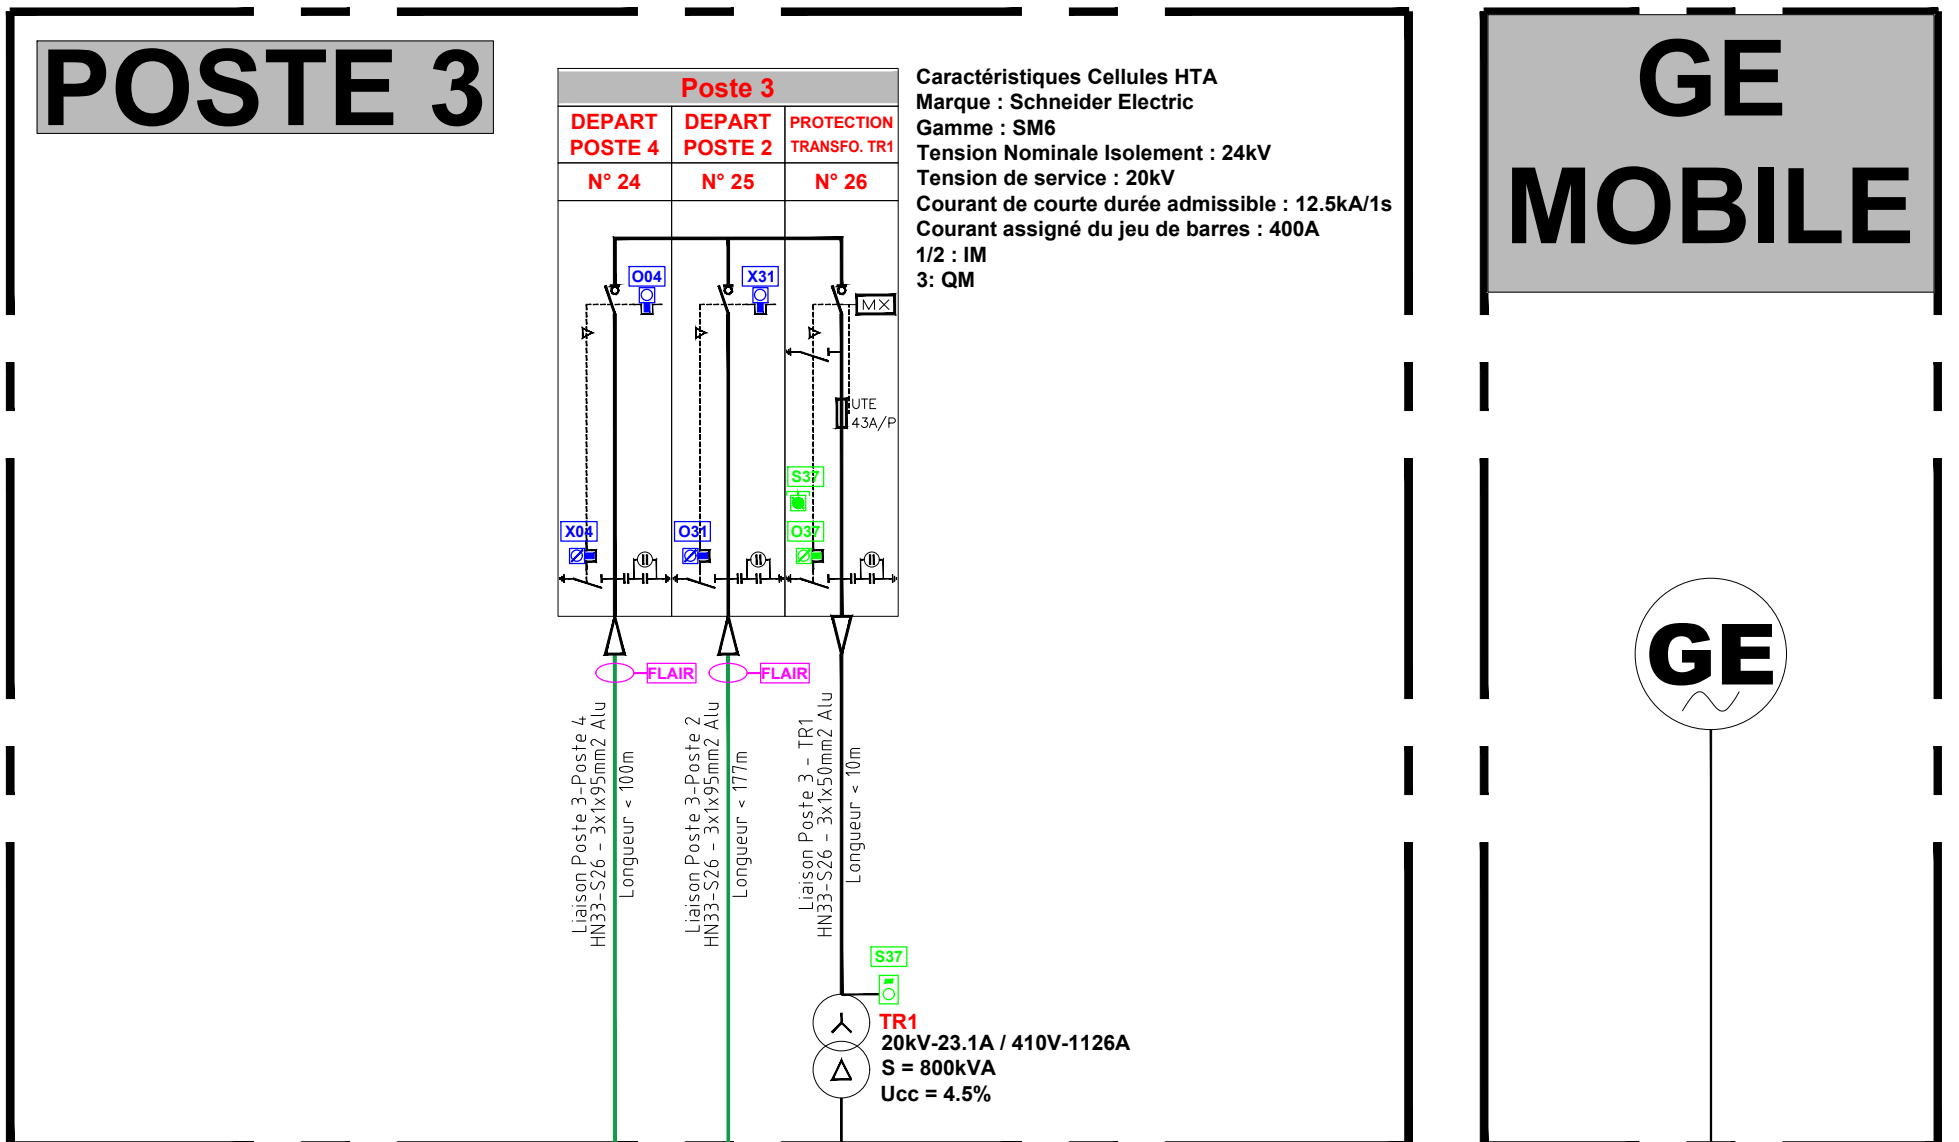 POSTE 3
Poste 3
DEPART
POSTE 4
DEPART
POSTE 2
PROTECTION
TRANSFO. TR1
N° 24
N° 25
N° 26
Caractéristiques Cellules HTA
Marque : Schneider Electric
Gamme : SM6
Tension Nominale Isolement : 24kV
Tension de service : 20kV
Courant de courte durée admissible : 12.5kA/1s
Courant assigné du jeu de barres : 400A
1/2 : IM
3: QM
O04
X31
MX
UTE
43A/P
S37
X04
O31
O37
FLAIR
FLAIR
Liaison Poste 3-Poste 4
HN33-S26 - 3x1x95mm2 Alu
Longueur < 100m
Liaison Poste 3-Poste 2
HN33-S26 - 3x1x95mm2 Alu
Longueur < 177m
Liaison Poste 3 - TR1
HN33-S26 - 3x1x50mm2 Alu
Longueur < 10m
S37
TR1
20kV-23.1A / 410V-1126A
S = 800kVA
Ucc = 4.5%
GE
MOBILE
GE